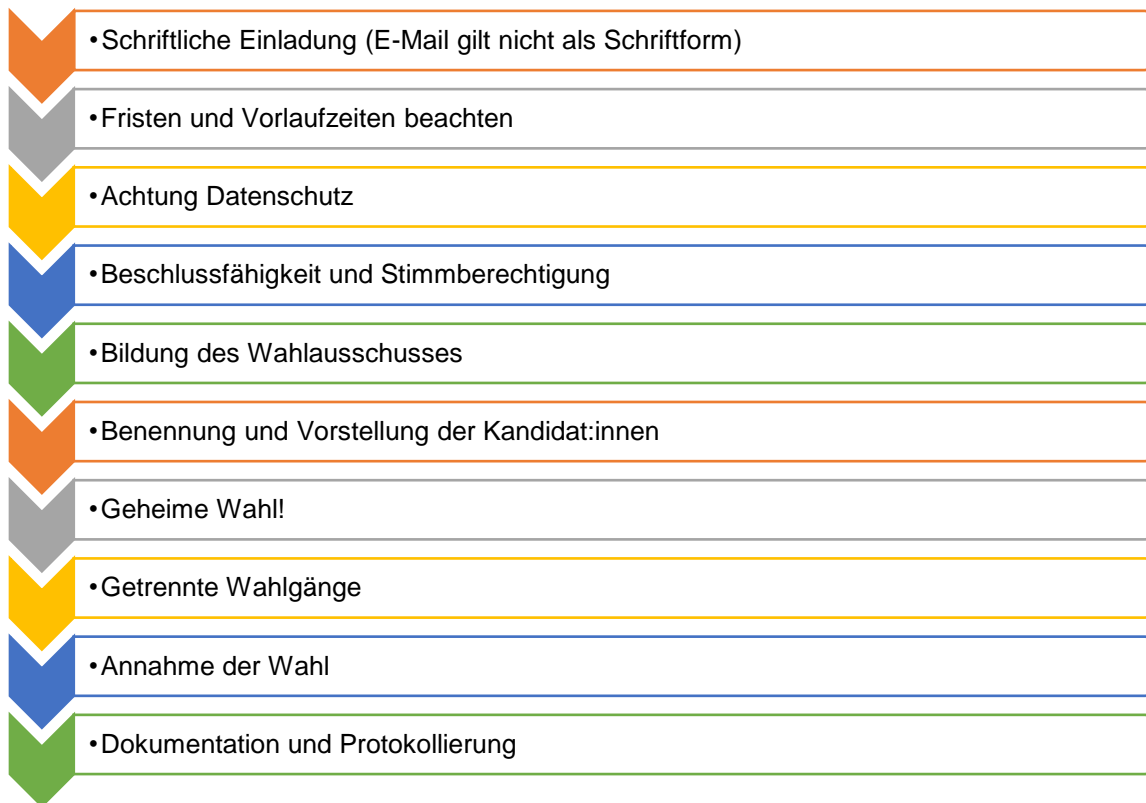 •Schriftliche Einladung (E-Mail gilt nicht als Schriftform)
•Fristen und Vorlaufzeiten beachten
•Achtung Datenschutz
•Beschlussfähigkeit und Stimmberechtigung
•Bildung des Wahlausschusses
•Benennung und Vorstellung der Kandidat:innen
•Geheime Wahl!
•Getrennte Wahlgänge
•Annahme der Wahl
•Dokumentation und Protokollierung